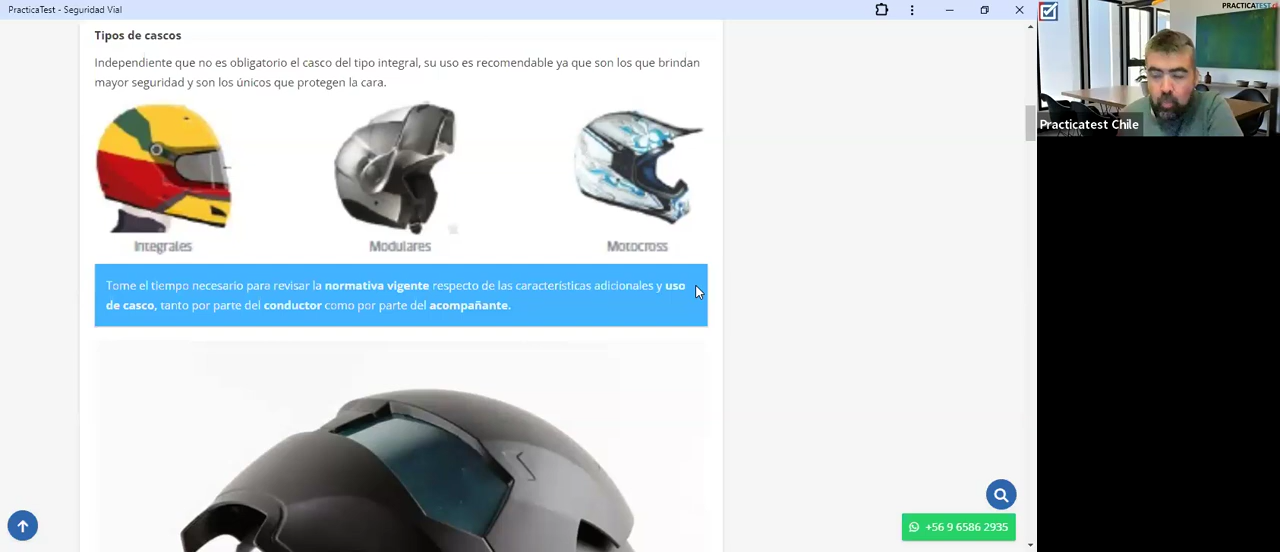 PracticaTest - Seguridad Vial
Tipos de cascos
Independiente que no es obligatorio el casco del tipo integral, su uso es recomendable ya que son los que brindan
mayor seguridad y son los únicos que protegen la cara.
Integrales
Modulares
Motocross
Tome el tiempo necesario para revisar la normativa vigente respecto de las características adicionales y uso
de casco, tanto por parte del conductor como por parte del acompañante.
+56 9 6586 2935
PRACTICATEST
Practicatest Chile